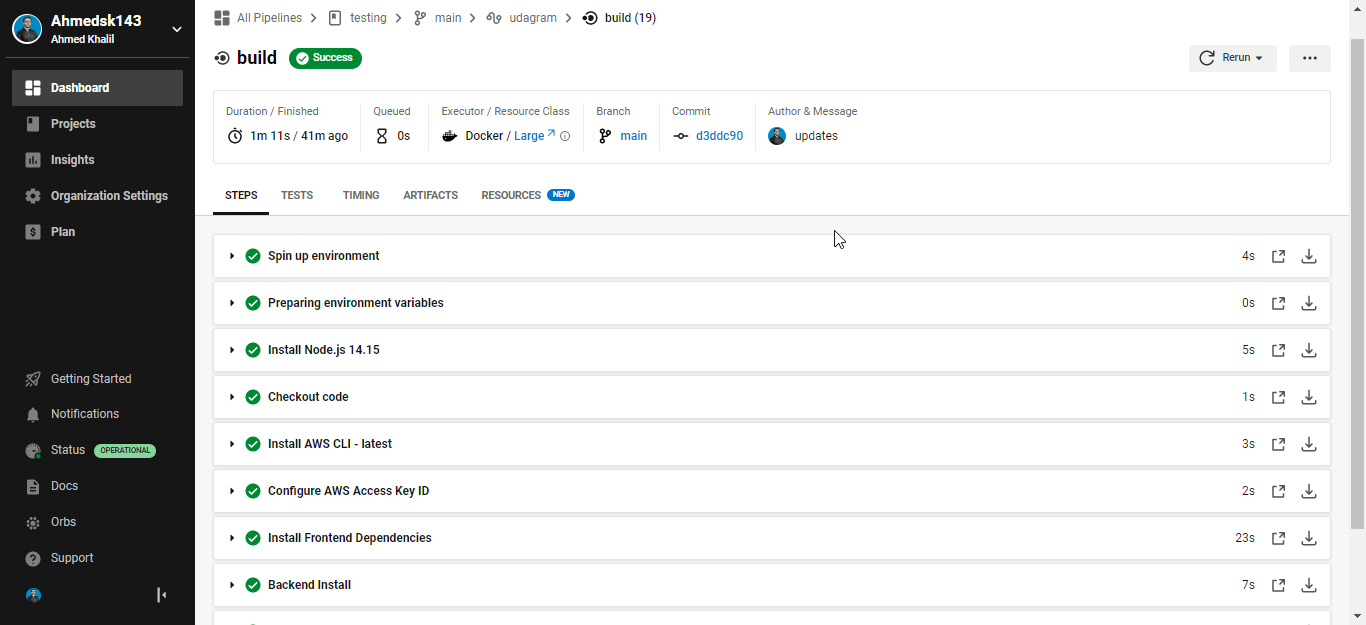 Ahmedsk143
Ahmed Khalil
Dashboard
Projects
Insights
Organization Settings
Plan
Getting Started
Notifications
Status OPERATIONAL
Docs
Orbs
Support
All Pipelines testing main udagram build (19)
build Success Rerun
Duration / Finished Queued Executor / Resource Class Branch Commit Author & Message
1m 11s / 41m ago 0s Docker / Large main d3ddc90 updates
STEPS TESTS TIMING ARTIFACTS RESOURCES NEW
Spin up environment 4s
Preparing environment variables 0s
Install Node.js 14.15 5s
Checkout code 1s
Install AWS CLI - latest 3s
Configure AWS Access Key ID 2s
Install Frontend Dependencies 23s
Backend Install 7s